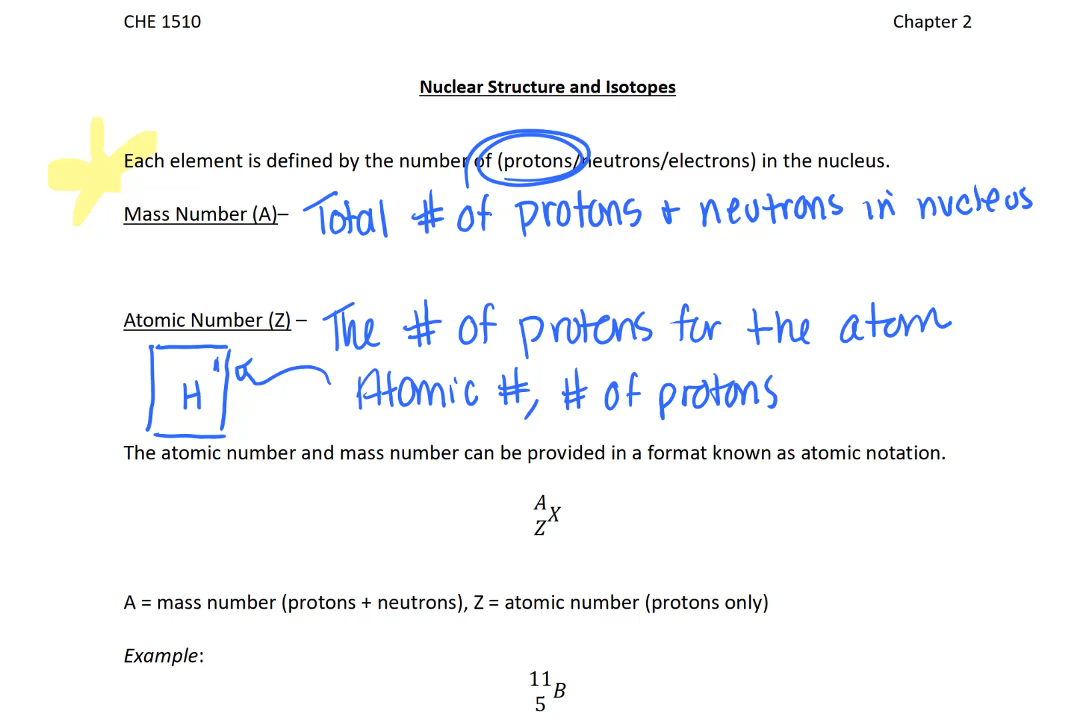 CHE 1510 Chapter 2
Nuclear Structure and Isotopes
Each element is defined by the number of (protons/neutrons/electrons) in the nucleus.
Mass Number (A)– Total # of protons + neutrons in nucleus
Atomic Number (Z) – The # of protons for the atom
H 1 Atomic #, # of protons
The atomic number and mass number can be provided in a format known as atomic notation.
A
Z X
A = mass number (protons + neutrons), Z = atomic number (protons only)
Example:
11
5 B